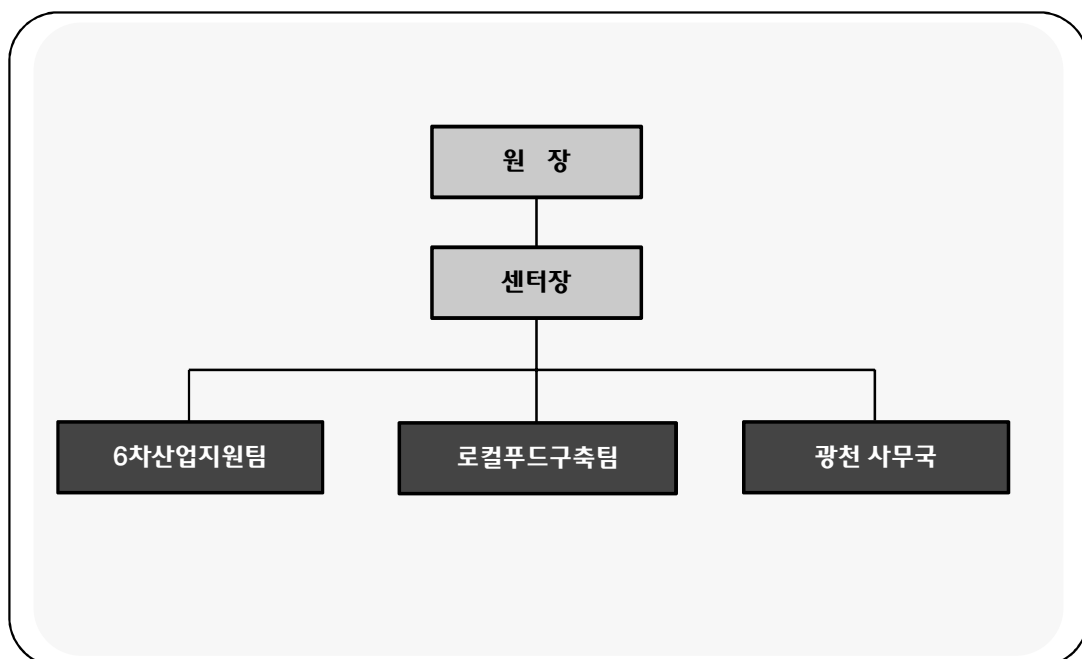 원 장
센터장
6차산업지원팀
로컬푸드구축팀
광천 사무국